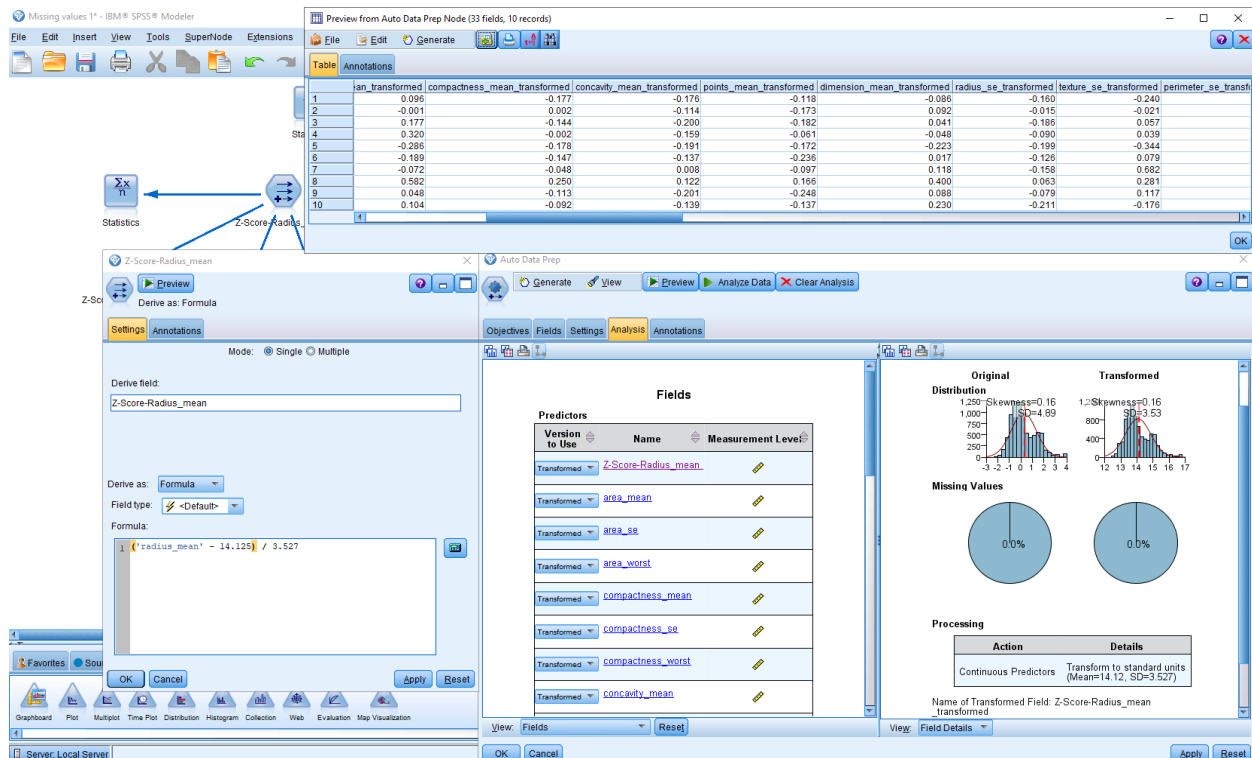 Missing values 1* - IBM® SPSS® Modeler
File Edit Insert View Tools SuperNode Extensions
Statistics
Z-Score-Radius_
Preview from Auto Data Prep Node (33 fields, 10 records)
File Edit Generate
Table Annotations
an_transformed compactness_mean_transformed concavity_mean_transformed points_mean_transformed dimension_mean_transformed radius_se_transformed texture_se_transformed perimeter_se_transf
1 0.096 -0.177 -0.176 -0.118 -0.086 -0.160 -0.240
2 -0.001 0.002 -0.114 -0.173 0.092 -0.015 -0.021
3 0.177 -0.144 -0.200 -0.182 0.041 -0.186 0.057
4 0.320 -0.002 -0.159 -0.061 -0.048 -0.090 0.039
5 -0.286 -0.178 -0.191 -0.172 -0.223 -0.199 -0.344
6 -0.189 -0.147 -0.137 -0.236 0.017 -0.126 0.079
7 -0.072 -0.048 0.008 -0.097 0.118 -0.158 0.682
8 0.582 0.250 0.122 0.166 0.400 0.063 0.281
9 0.048 -0.113 -0.201 -0.248 0.088 -0.079 0.117
10 0.104 -0.092 -0.139 -0.137 0.230 -0.211 -0.176
OK
Z-Score-Radius_mean
Preview
Derive as: Formula
Settings Annotations
Mode: Single Multiple
Derive field:
Z-Score-Radius_mean
Derive as: Formula
Field type: <Default>
Formula:
1 ('radius_mean' - 14.125) / 3.527
OK Cancel Apply Reset
Favorites Sou
Graphboard Plot Multiplot Time Plot Distribution Histogram Collection Web Evaluation Map Visualization
Server: Local Server
Auto Data Prep
Generate View Preview Analyze Data Clear Analysis
Objectives Fields Settings Analysis Annotations
Fields
Predictors
Version to Use Name Measurement Level
Transformed Z-Score-Radius_mean
Transformed area_mean
Transformed area_se
Transformed area_worst
Transformed compactness_mean
Transformed compactness_se
Transformed compactness_worst
Transformed concavity_mean
View: Fields Reset
OK Cancel
Original Transformed
Distribution
1,250 Skewness=0.16 Skewness=0.16
1,000 SD=4.89 SD=3.53
750 800
500 400
250
0 0
-3 -2 -1 0 1 2 3 4 12 13 14 15 16 17
Missing Values
0.0% 0.0%
Processing
Action Details
Continuous Predictors Transform to standard units
(Mean=14.12, SD=3.527)
Name of Transformed Field: Z-Score-Radius_mean
_transformed
View: Field Details
Apply Reset